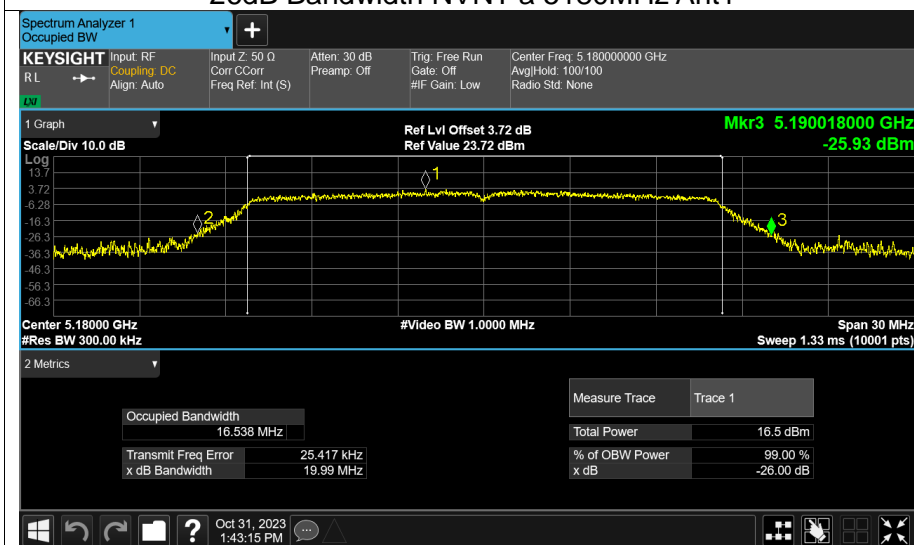 Spectrum Analyzer 1
Occupied BW
+
KEYSIGHT Input: RF Input Z: 50 Ω Atten: 30 dB Trig: Free Run Center Freq: 5.180000000 GHz
RL Coupling: DC Corr CCorr Preamp: Off Gate: Off Avg|Hold: 100/100
Align: Auto Freq Ref: Int (S) #IF Gain: Low Radio Std: None
LXI
1 Graph Ref Lvl Offset 3.72 dB Mkr3 5.190018000 GHz
Scale/Div 10.0 dB Ref Value 23.72 dBm -25.93 dBm
Log
13.7
3.72
-6.28
-16.3
-26.3
-36.3
-46.3
-56.3
-66.3
1
2
3
Center 5.18000 GHz #Video BW 1.0000 MHz Span 30 MHz
#Res BW 300.00 kHz Sweep 1.33 ms (10001 pts)
2 Metrics
Measure Trace Trace 1
Occupied Bandwidth
16.538 MHz Total Power 16.5 dBm
Transmit Freq Error 25.417 kHz % of OBW Power 99.00 %
x dB Bandwidth 19.99 MHz x dB -26.00 dB
? Oct 31, 2023
1:43:15 PM